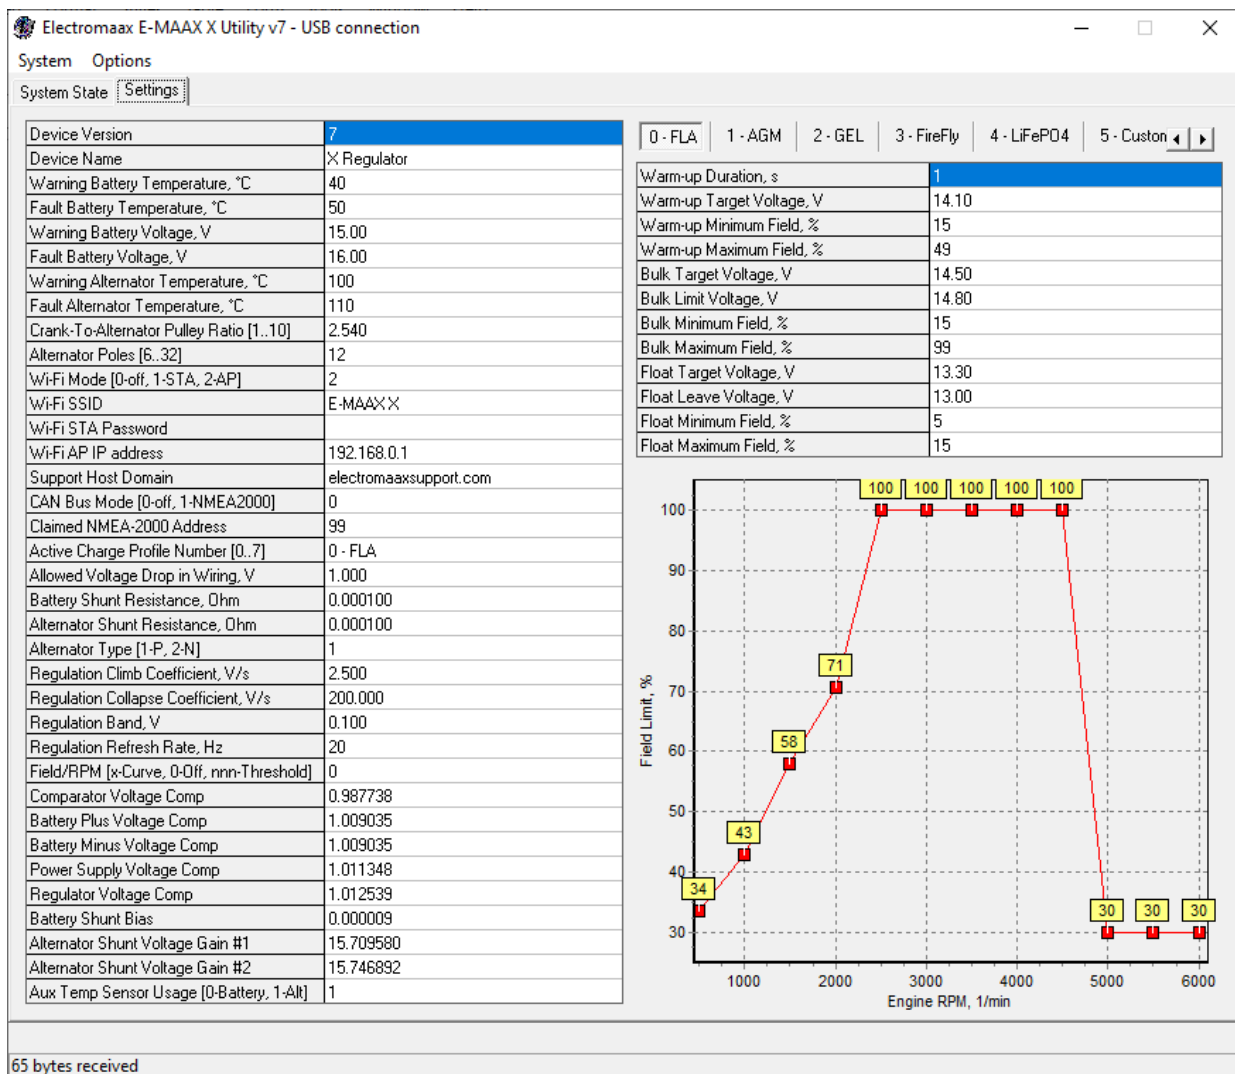 Electromaax E-MAAX X Utility v7 - USB connection
System Options
System State Settings
Device Version 7
Device Name X Regulator
Warning Battery Temperature, °C 40
Fault Battery Temperature, °C 50
Warning Battery Voltage, V 15.00
Fault Battery Voltage, V 16.00
Warning Alternator Temperature, °C 100
Fault Alternator Temperature, °C 110
Crank-To-Alternator Pulley Ratio [1..10] 2.540
Alternator Poles [6..32] 12
Wi-Fi Mode [0-off, 1-STA, 2-AP] 2
Wi-Fi SSID E-MAAX X
Wi-Fi STA Password
Wi-Fi AP IP address 192.168.0.1
Support Host Domain electromaaxsupport.com
CAN Bus Mode [0-off, 1-NMEA2000] 0
Claimed NMEA-2000 Address 99
Active Charge Profile Number [0..7] 0 - FLA
Allowed Voltage Drop in Wiring, V 1.000
Battery Shunt Resistance, Ohm 0.000100
Alternator Shunt Resistance, Ohm 0.000100
Alternator Type [1-P, 2-N] 1
Regulation Climb Coefficient, V/s 2.500
Regulation Collapse Coefficient, V/s 200.000
Regulation Band, V 0.100
Regulation Refresh Rate, Hz 20
Field/RPM [x-Curve, 0-Off, nnn-Threshold] 0
Comparator Voltage Comp 0.987738
Battery Plus Voltage Comp 1.009035
Battery Minus Voltage Comp 1.009035
Power Supply Voltage Comp 1.011348
Regulator Voltage Comp 1.012539
Battery Shunt Bias 0.000009
Alternator Shunt Voltage Gain #1 15.709580
Alternator Shunt Voltage Gain #2 15.746892
Aux Temp Sensor Usage [0-Battery, 1-Alt] 1
0 - FLA 1 - AGM 2 - GEL 3 - FireFly 4 - LiFePO4 5 - Custon
Warm-up Duration, s 1
Warm-up Target Voltage, V 14.10
Warm-up Minimum Field, % 15
Warm-up Maximum Field, % 49
Bulk Target Voltage, V 14.50
Bulk Limit Voltage, V 14.80
Bulk Minimum Field, % 15
Bulk Maximum Field, % 99
Float Target Voltage, V 13.30
Float Leave Voltage, V 13.00
Float Minimum Field, % 5
Float Maximum Field, % 15
100 100 100 100 100
100
90
80
71
70
Field Limit, %
58
60
50
43
40
34
30 30 30
30
1000 2000 3000 4000 5000 6000
Engine RPM, 1/min
65 bytes received